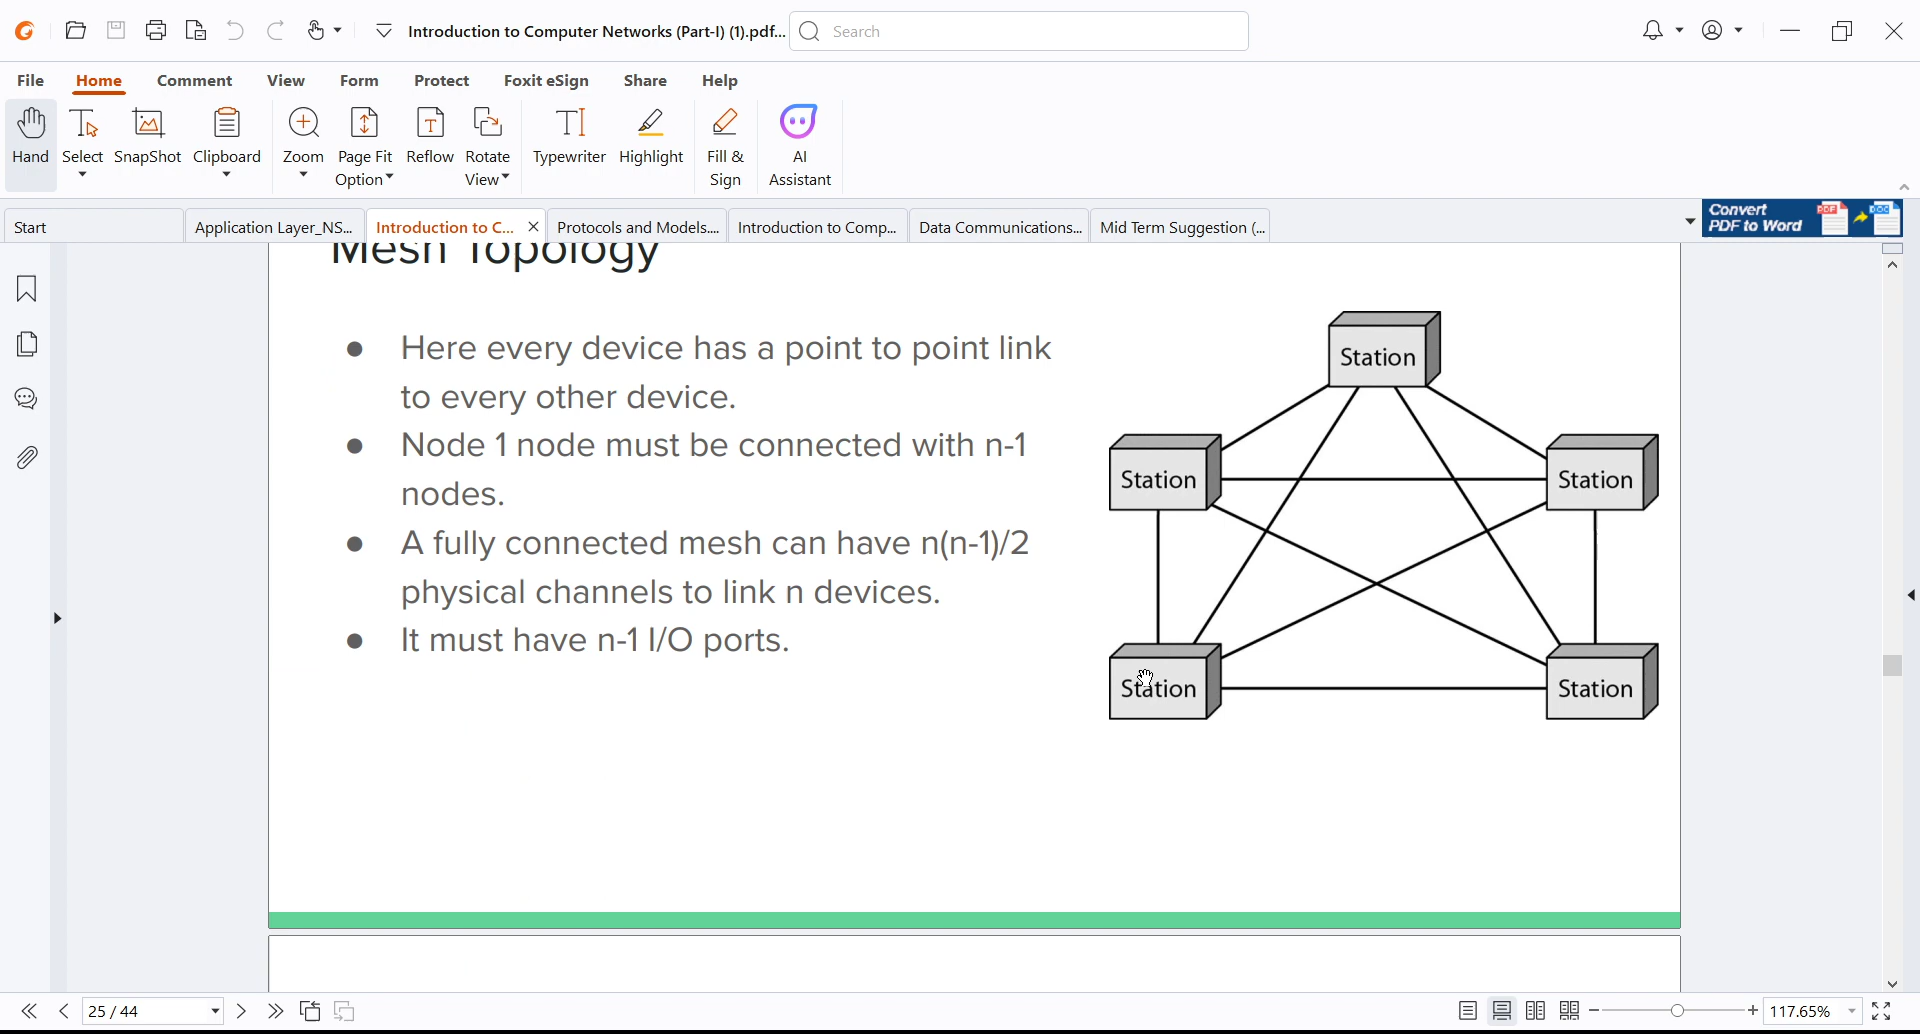 Introduction to Computer Networks (Part-I) (1).pdf...
Search
File Home Comment View Form Protect Foxit eSign Share Help
Hand
Select
SnapShot
Clipboard
Zoom
Page Fit
Option
Reflow
Rotate
View
Typewriter
Highlight
Fill &
Sign
AI
Assistant
Start
Application Layer_NS...
Introduction to C...
Protocols and Models....
Introduction to Comp...
Data Communications...
Mid Term Suggestion (...
Convert
PDF to Word
PDF
DOC
Mesh Topology
● Here every device has a point to point link
to every other device.
● Node 1 node must be connected with n-1
nodes.
● A fully connected mesh can have n(n-1)/2
physical channels to link n devices.
● It must have n-1 I/O ports.
Station
Station
Station
Station
Station
25 / 44
117.65%